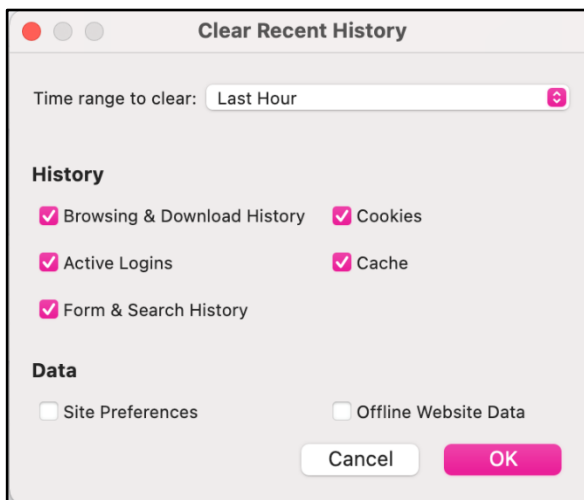 Clear Recent History
Time range to clear: Last Hour
History
Browsing & Download History Cookies
Active Logins Cache
Form & Search History
Data
Site Preferences Offline Website Data
Cancel OK